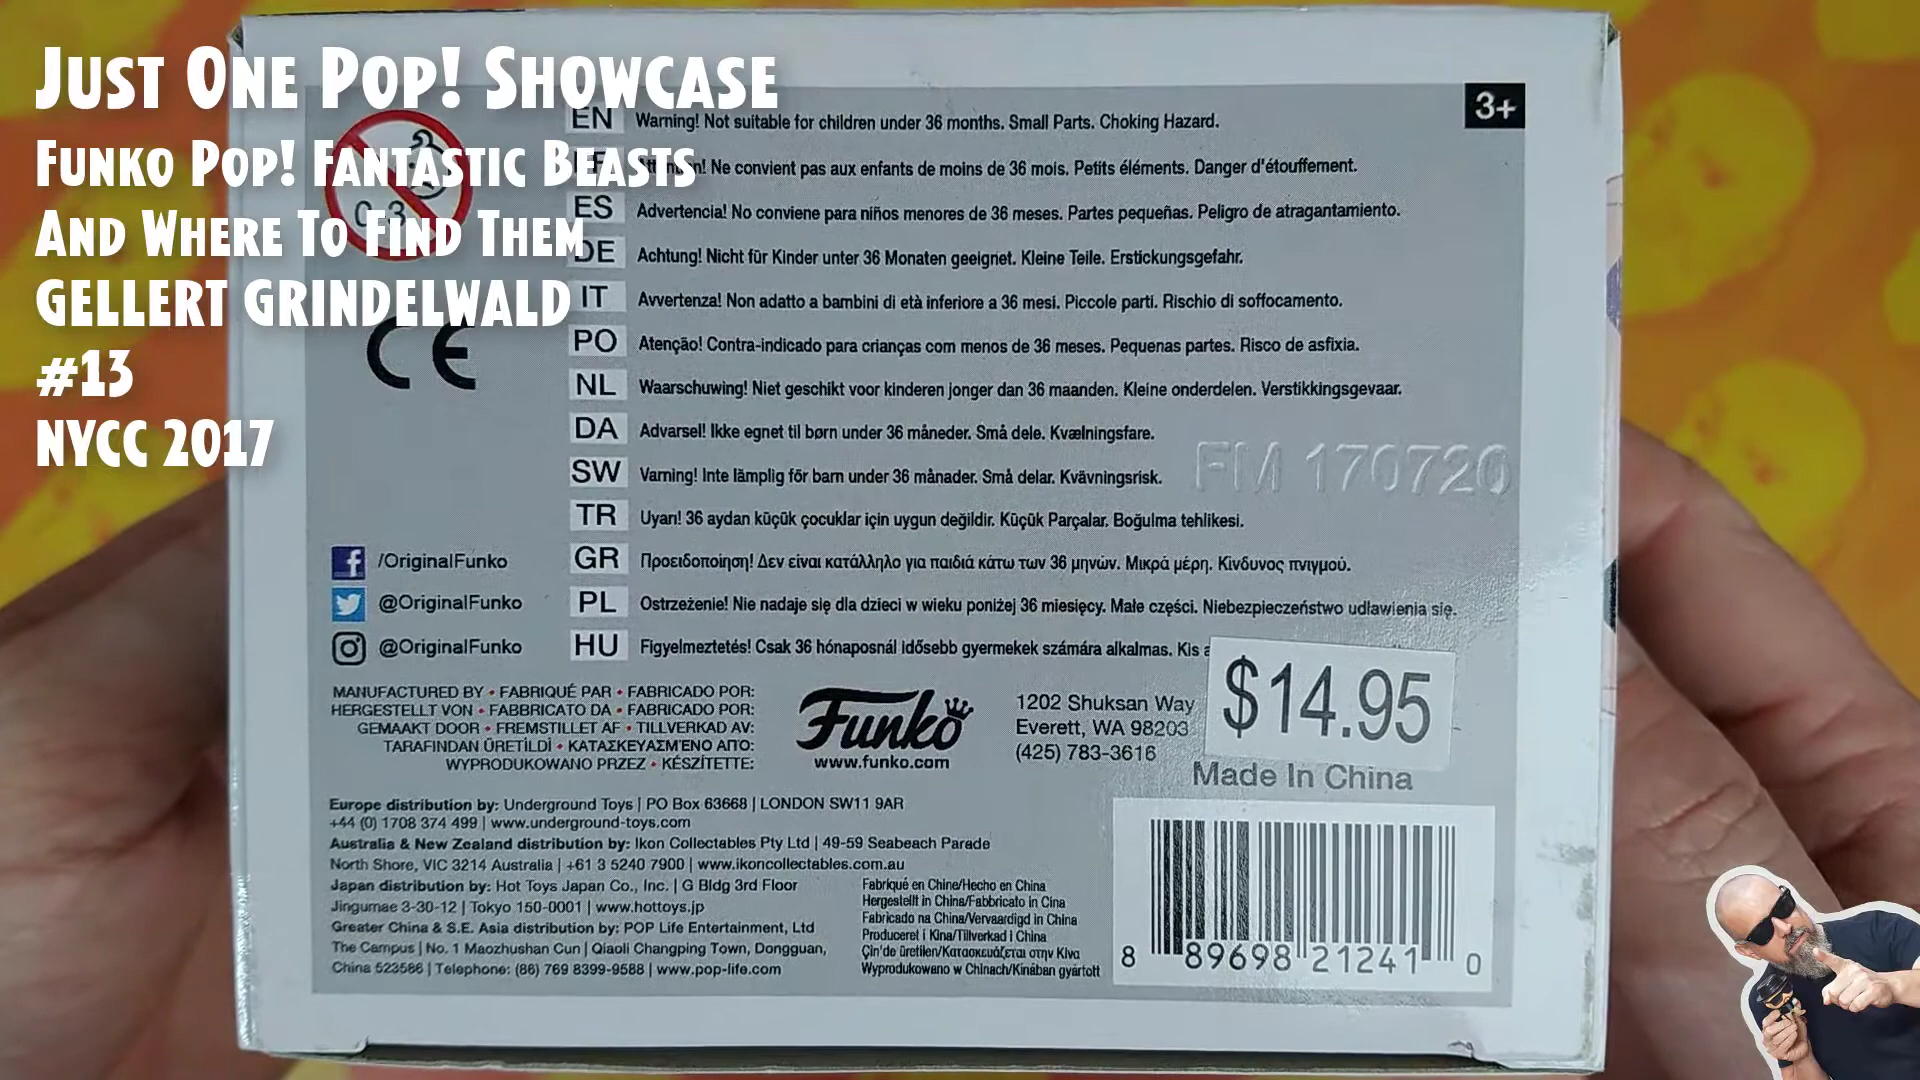 Just One Pop! Showcase
Funko Pop! Fantastic Beasts
And Where To Find Them
GELLERT GRINDELWALD
#13
NYCC 2017
3+
0-3
EN Warning! Not suitable for children under 36 months. Small Parts. Choking Hazard.
Ne convient pas aux enfants de moins de 36 mois. Petits éléments. Danger d'étouffement.
ES Advertencia! No conviene para niños menores de 36 meses. Partes pequeñas. Peligro de atragantamiento.
DE Achtung! Nicht für Kinder unter 36 Monaten geeignet. Kleine Teile. Erstickungsgefahr.
IT Avvertenza! Non adatto a bambini di età inferiore a 36 mesi. Piccole parti. Rischio di soffocamento.
CE
PO Atenção! Contra-indicado para crianças com menos de 36 meses. Pequenas partes. Risco de asfixia.
NL Waarschuwing! Niet geschikt voor kinderen jonger dan 36 maanden. Kleine onderdelen. Verstikkingsgevaar.
DA Advarsel! Ikke egnet til børn under 36 måneder. Små dele. Kvælningsfare.
SW Varning! Inte lämplig för barn under 36 månader. Små delar. Kvävningsrisk.
FM 170720
TR Uyarı! 36 aydan küçük çocuklar için uygun değildir. Küçük Parçalar. Boğulma tehlikesi.
GR Προειδοποίηση! Δεν είναι κατάλληλο για παιδιά κάτω των 36 μηνών. Μικρά μέρη. Κίνδυνος πνιγμού.
PL Ostrzeżenie! Nie nadaje się dla dzieci w wieku poniżej 36 miesięcy. Małe części. Niebezpieczeństwo udławienia się.
HU Figyelmeztetés! Csak 36 hónaposnál idősebb gyermekek számára alkalmas. Kis
/OriginalFunko
@OriginalFunko
@OriginalFunko
MANUFACTURED BY • FABRIQUÉ PAR • FABRICADO POR:
HERGESTELLT VON • FABBRICATO DA • FABRICADO POR:
GEMAAKT DOOR • FREMSTILLET AF • TILLVERKAD AV:
TARAFINDAN ÜRETİLDİ • ΚΑΤΑΣΚΕΥΑΣΜΈΝΟ ΑΠΌ:
WYPRODUKOWANO PRZEZ • KÉSZÍTETTE:
Funko
www.funko.com
1202 Shuksan Way
Everett, WA 98203
(425) 783-3616
$14.95
Made In China
Europe distribution by: Underground Toys | PO Box 63668 | LONDON SW11 9AR
+44 (0) 1708 374 499 | www.underground-toys.com
Australia & New Zealand distribution by: Ikon Collectables Pty Ltd | 49-59 Seabeach Parade
North Shore, VIC 3214 Australia | +61 3 5240 7900 | www.ikoncollectables.com.au
Japan distribution by: Hot Toys Japan Co., Inc. | G Bldg 3rd Floor
Jingumae 3-30-12 | Tokyo 150-0001 | www.hottoys.jp
Greater China & S.E. Asia distribution by: POP Life Entertainment, Ltd
The Campus | No. 1 Maozhushan Cun | Qiaoli Changping Town, Dongguan,
China 523586 | Telephone: (86) 769 8399-9588 | www.pop-life.com
Fabriqué en Chine/Hecho en China
Hergestellt in China/Fabbricato in Cina
Fabricado na China/Vervaardigd in China
Produceret i Kina/Tillverkad i China
Çin'de üretilen/Κατασκευάζεται στην Κίνα
Wyprodukowano w Chinach/Kínában gyártott
8 89698 21241 0